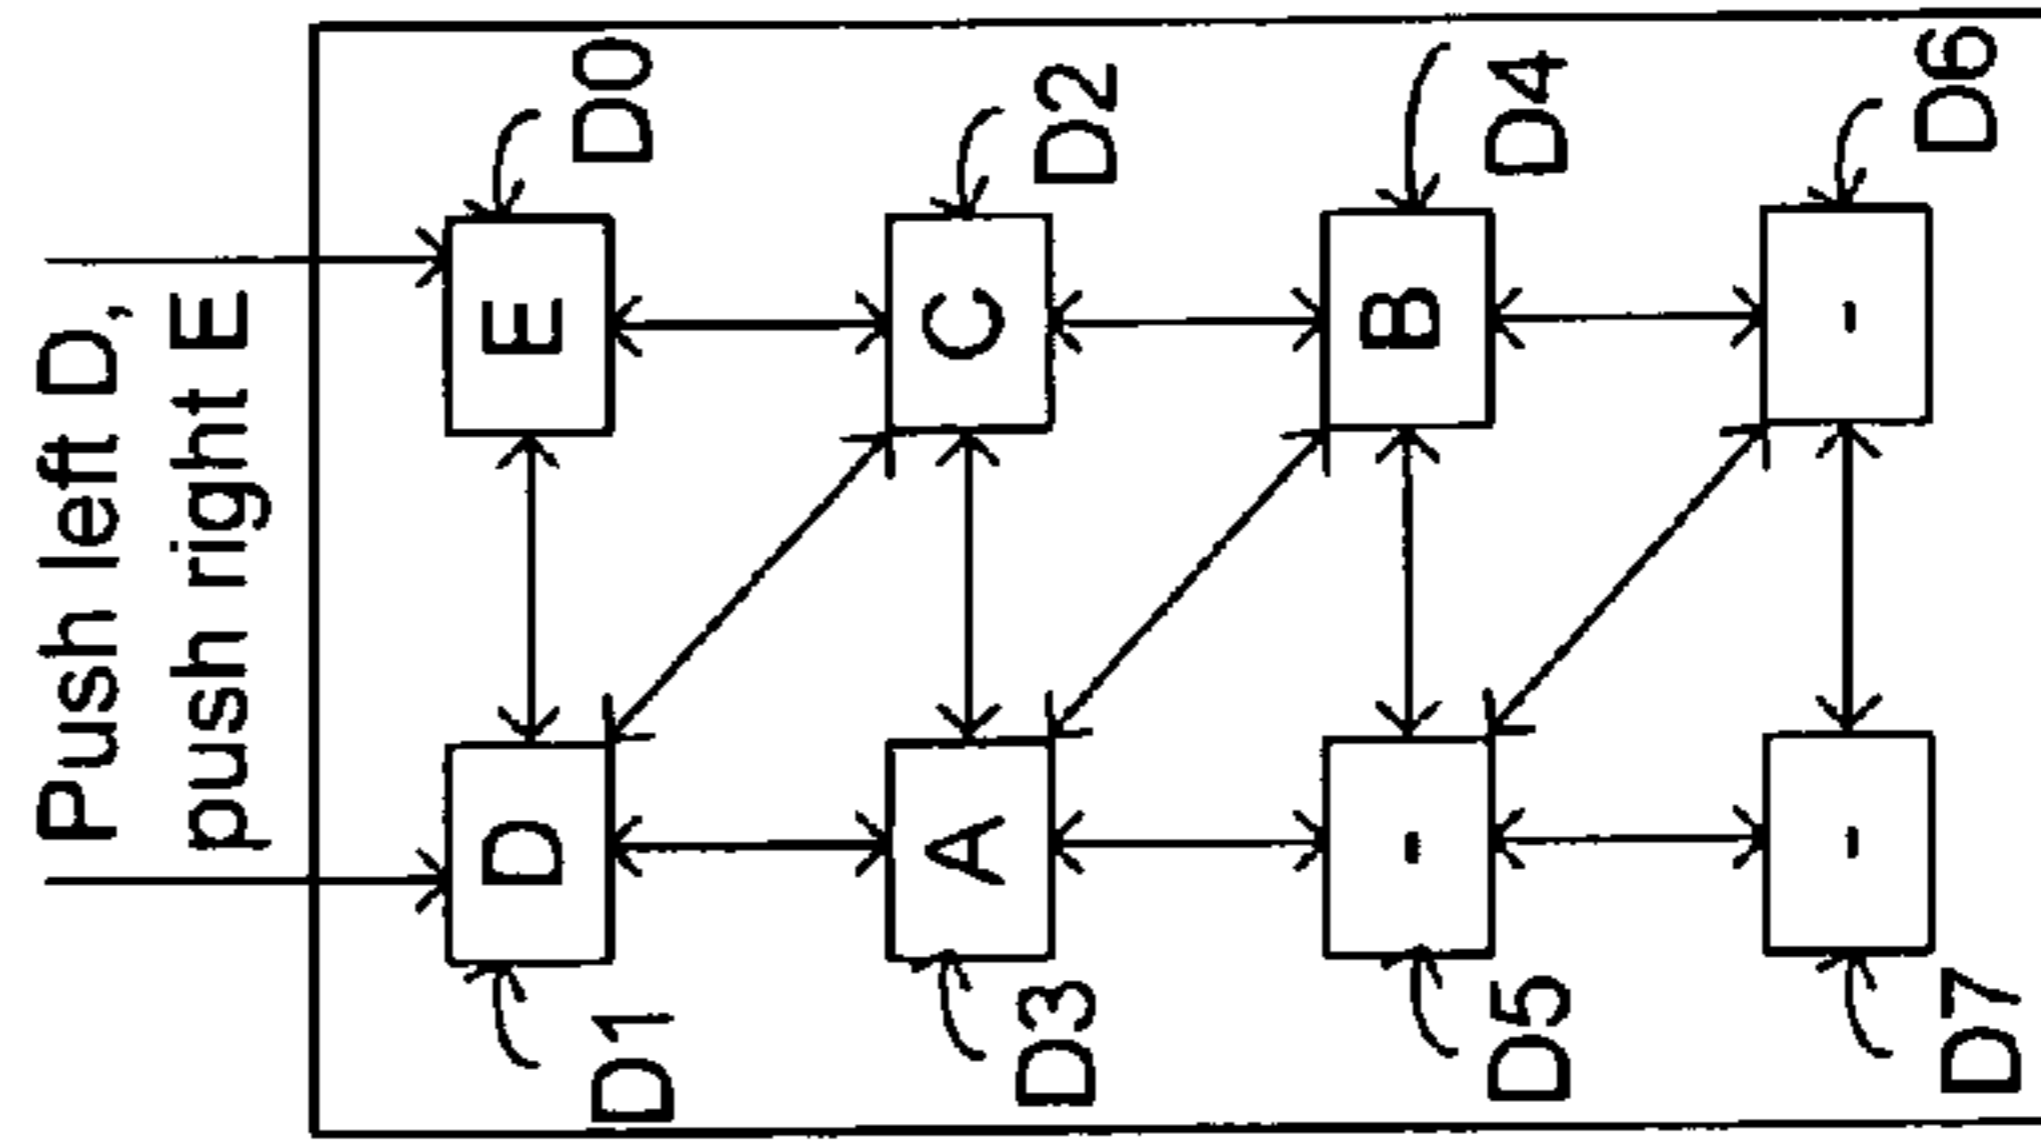 Push left D,
push right E
D E
D1 D0
A C
D3 D2
- B
D5 D4
- -
D7 D6